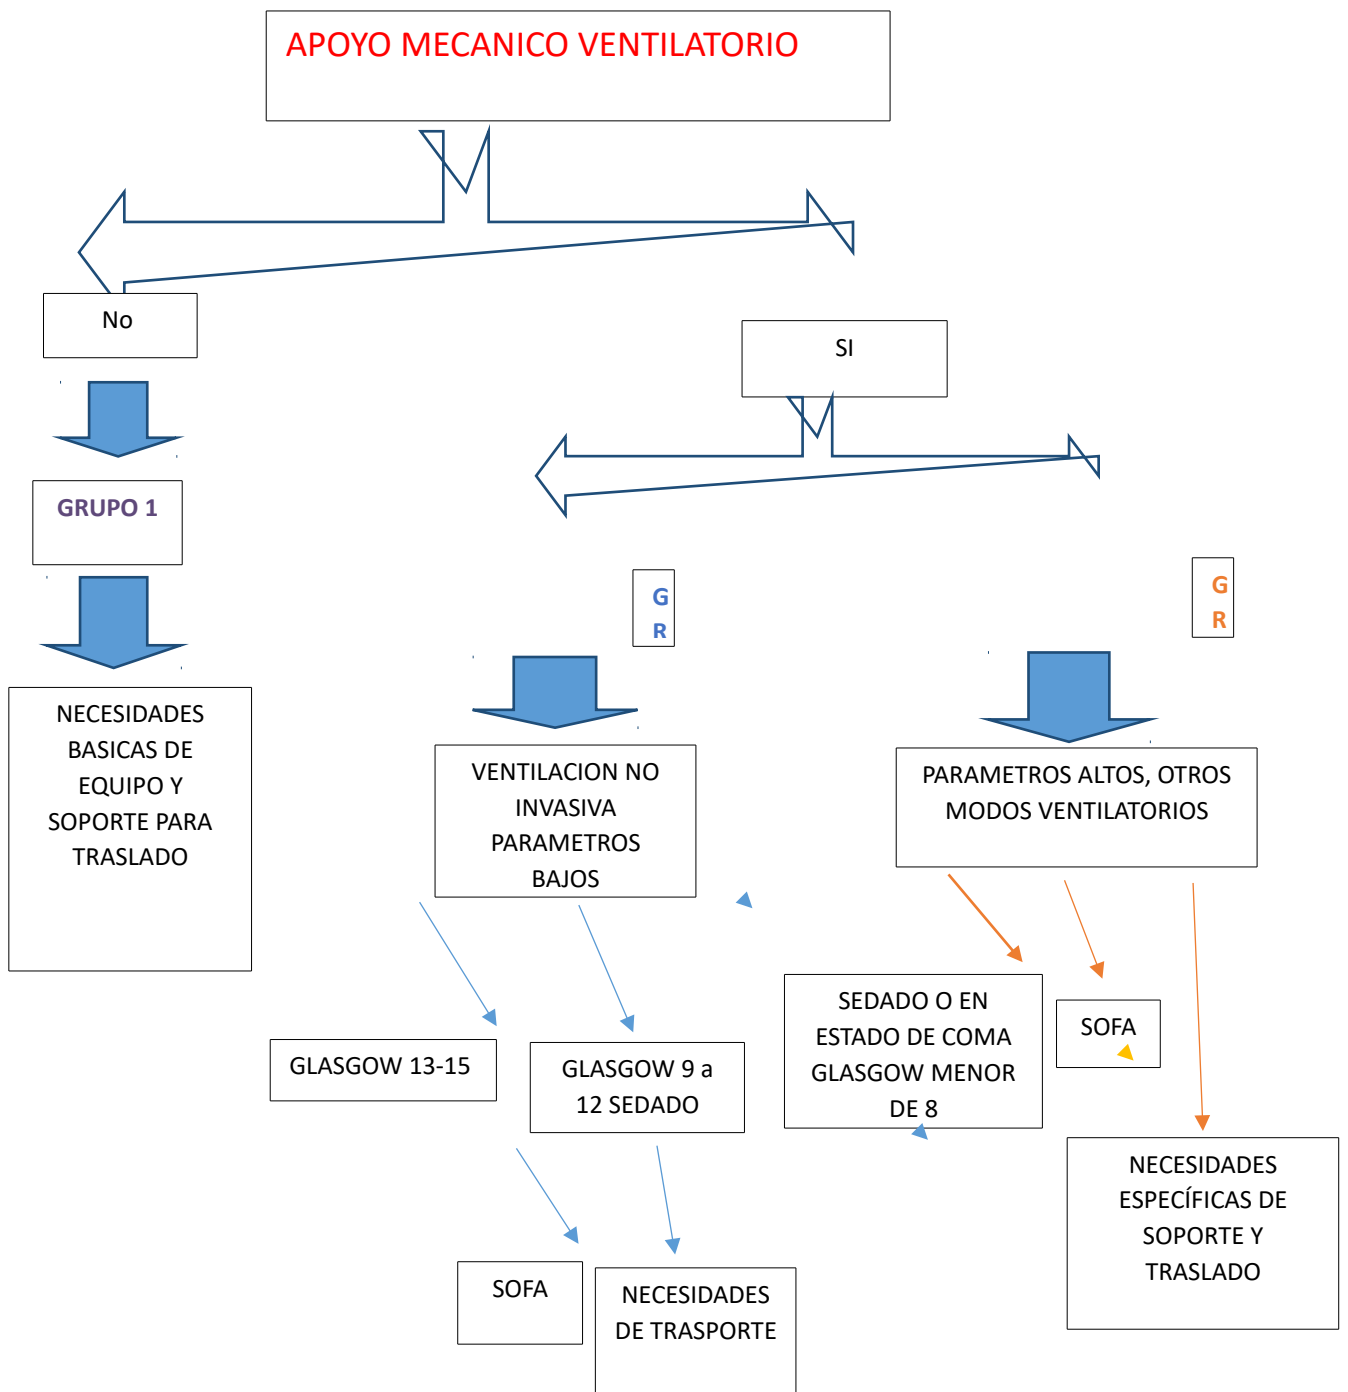 APOYO MECANICO VENTILATORIO
No
SI
GRUPO 1
G
R
G
R
NECESIDADES
BASICAS DE
EQUIPO Y
SOPORTE PARA
TRASLADO
VENTILACION NO
INVASIVA
PARAMETROS
BAJOS
PARAMETROS ALTOS, OTROS
MODOS VENTILATORIOS
GLASGOW 13-15
GLASGOW 9 a
12 SEDADO
SEDADO O EN
ESTADO DE COMA
GLASGOW MENOR
DE 8
SOFA
SOFA
NECESIDADES
DE TRASPORTE
NECESIDADES
ESPECÍFICAS DE
SOPORTE Y
TRASLADO